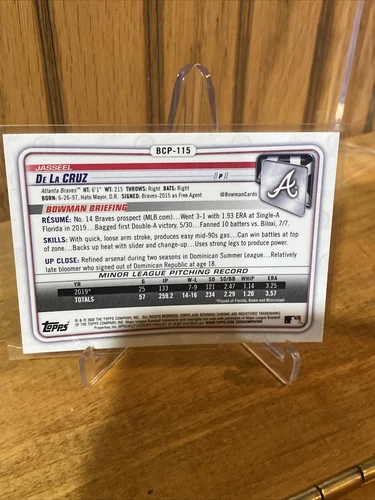 BCP-115
JASSEEL
DE LA CRUZ
// P //
Atlanta Braves™ HT: 6'1" WT: 215 THROWS: Right BATS: Right
BORN: 6-26-97, Hato Mayor, D.R. SIGNED: Braves-2015 as Free Agent
@BowmanCards
A
BOWMAN BRIEFING
RÉSUMÉ: No. 14 Braves prospect (MLB.com)...Went 3-1 with 1.93 ERA at Single-A
Florida in 2019...Bagged first Double-A victory, 5/30...Fanned 10 batters vs. Biloxi, 7/7.
SKILLS: With quick, loose arm stroke, produces easy mid-90s gas...Can win battles at top
of zone...Backs up heat with slider and change-up...Uses strong legs to produce power.
UP CLOSE: Refined arsenal during two seasons in Dominican Summer League...Relatively
late bloomer who signed out of Dominican Republic at age 18.
MINOR LEAGUE PITCHING RECORD
YR G IP W-L SO SO/BB WHIP ERA
2019* 25 133 7-9 121 2.47 1.14 3.25
TOTALS 57 259.2 14-16 234 2.29 1.20 3.57
*Played at Florida, Rome and Mississippi
Topps